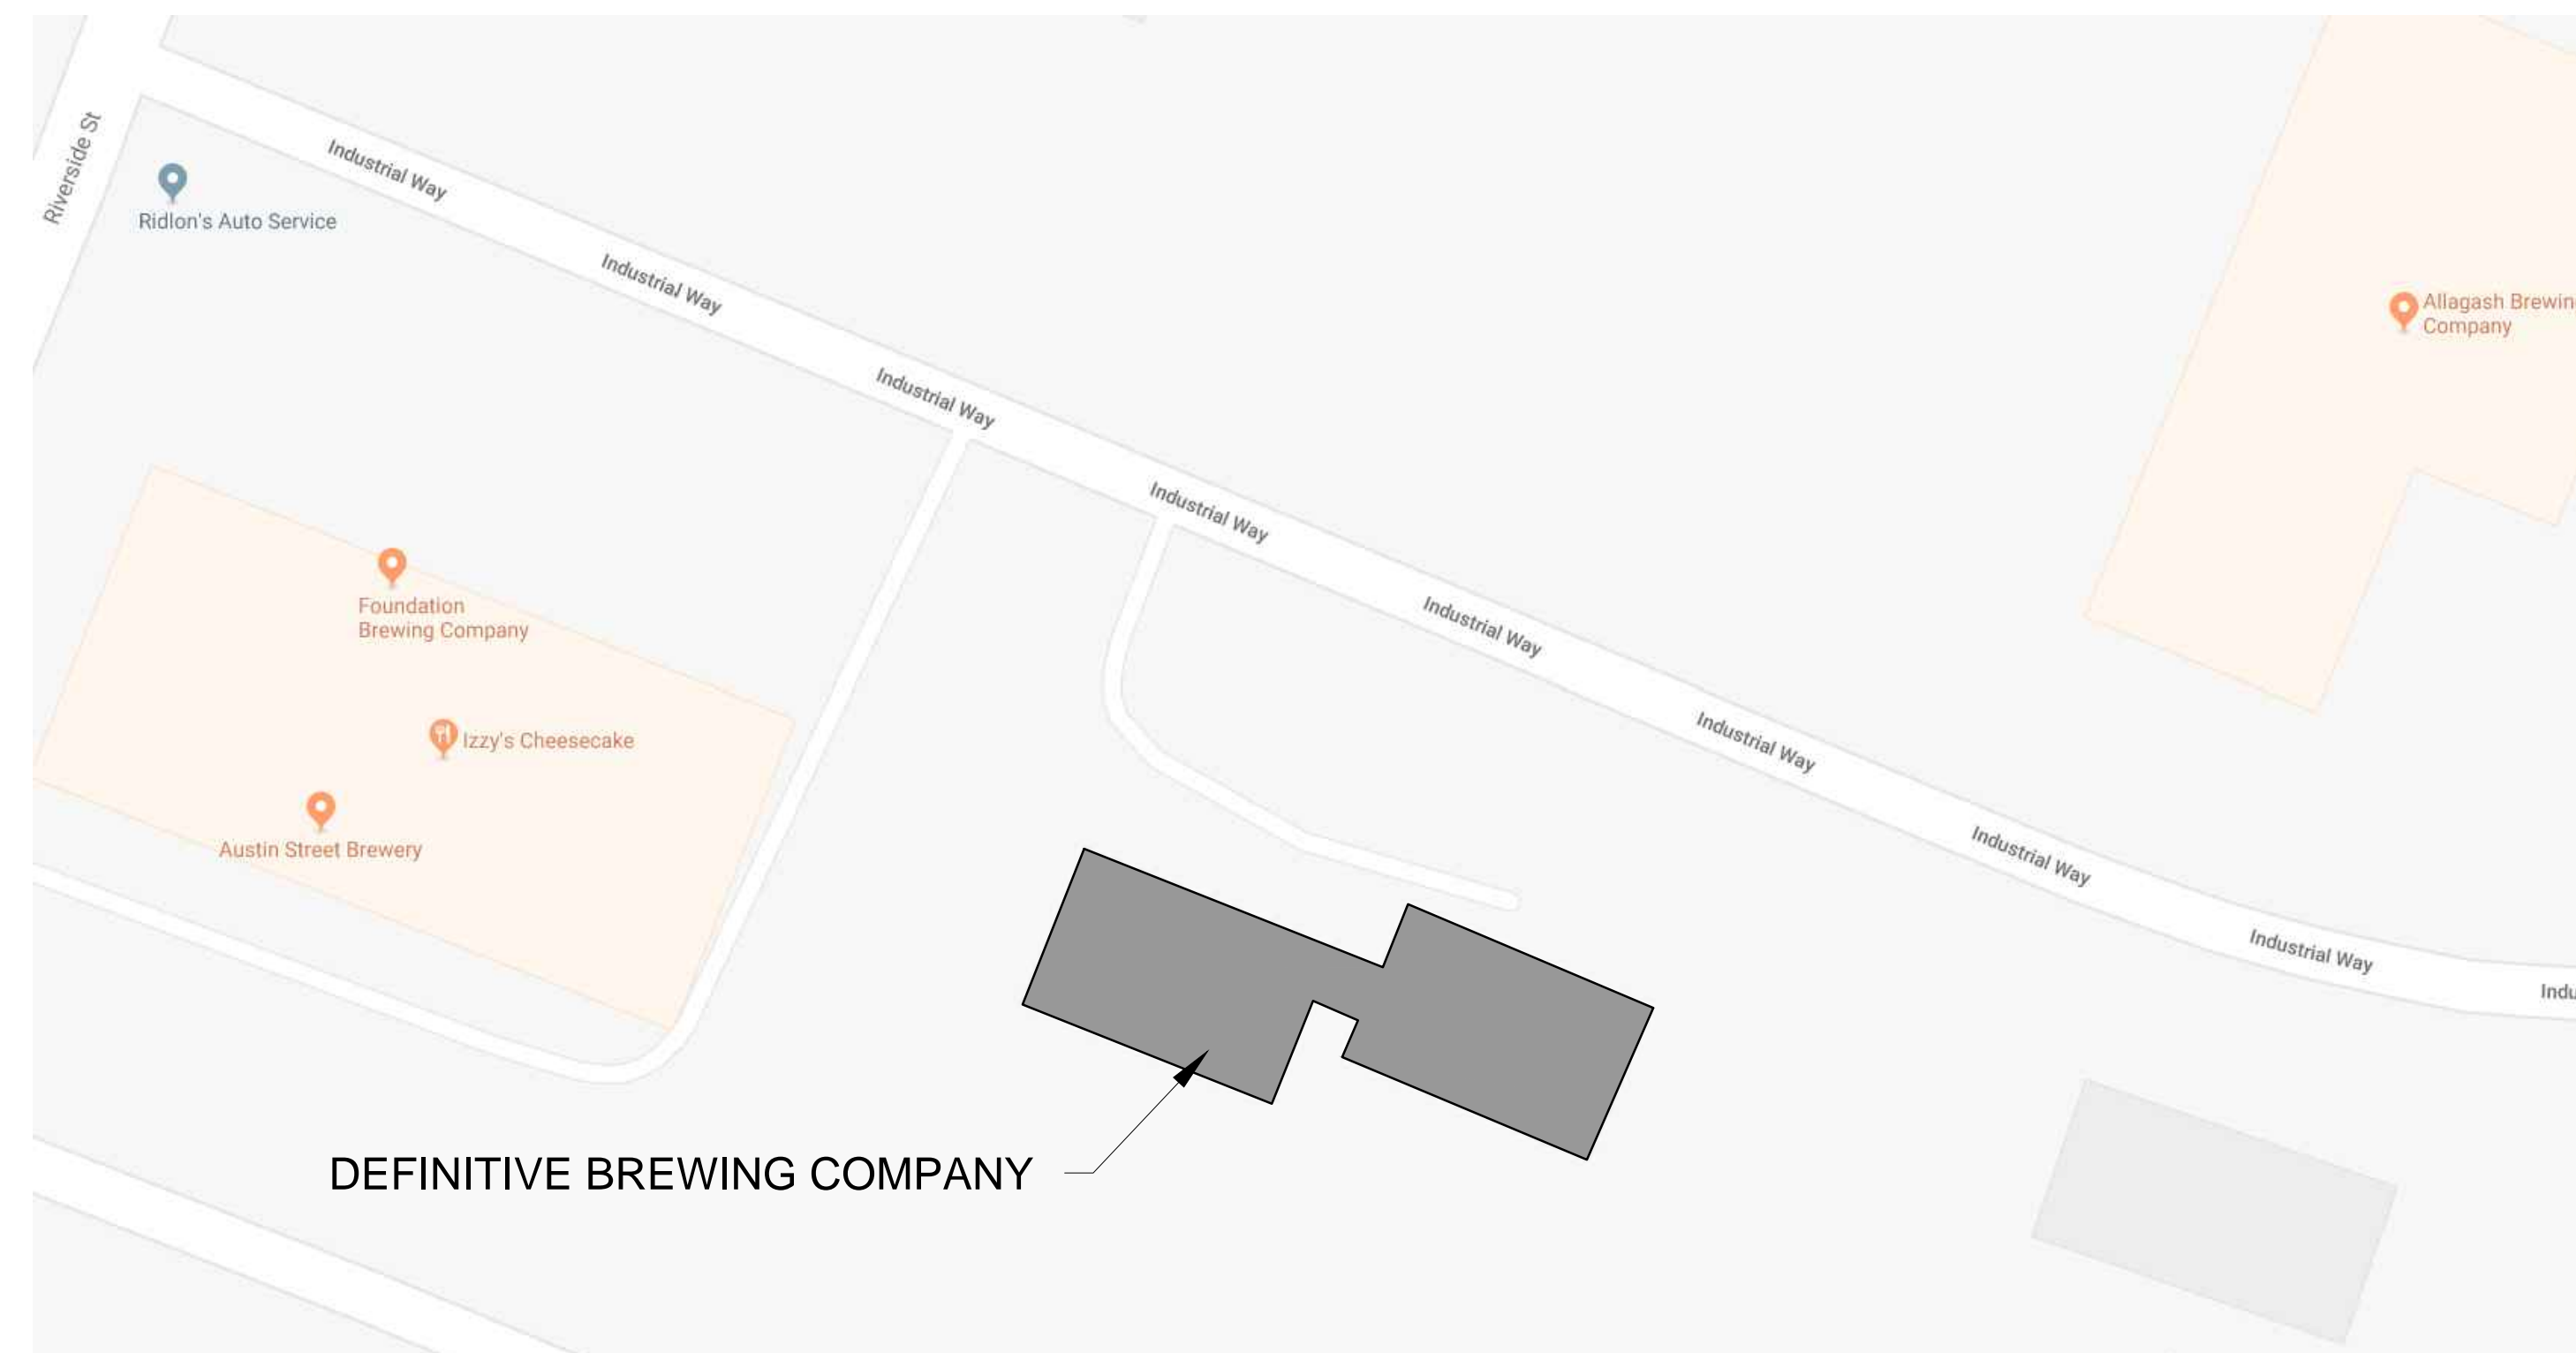 Riverside St
Industrial Way
Ridlon's Auto Service
Industrial Way
Industrial Way
Allagash Brewin
Company
Industrial Way
Industrial Way
Foundation
Brewing Company
Izzy's Cheesecake
Industrial Way
Austin Street Brewery
Industrial Way
Industrial Way
Indu
DEFINITIVE BREWING COMPANY